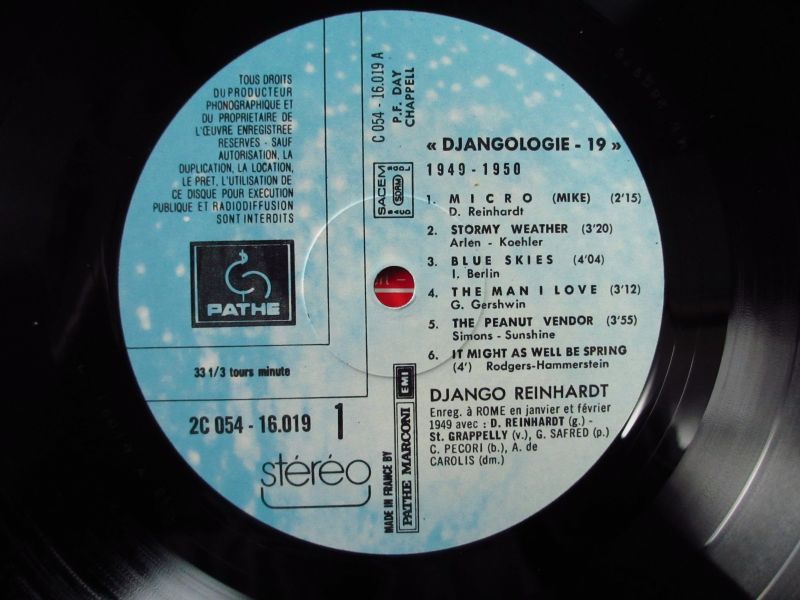 TOUS DROITS
DU PRODUCTEUR
PHONOGRAPHIQUE ET
DU PROPRIETAIRE DE
L'ŒUVRE ENREGISTREE
RESERVES - SAUF
AUTORISATION, LA
DUPLICATION, LA LOCATION,
LE PRET, L'UTILISATION DE
CE DISQUE POUR EXECUTION
PUBLIQUE ET RADIODIFFUSION
SONT INTERDITS
PATHE
33 1/3 tours minute
2C 054 - 16.019 1
stéréo
C 054 - 16.019 A
P.F. DAY
CHAPPELL
SACEM
SDRM
« DJANGOLOGIE - 19 »
1949 - 1950
1. MICRO (MIKE) (2'15)
D. Reinhardt
2. STORMY WEATHER (3'20)
Arlen - Koehler
3. BLUE SKIES (4'04)
I. Berlin
4. THE MAN I LOVE (3'12)
G. Gershwin
5. THE PEANUT VENDOR (3'55)
Simons - Sunshine
6. IT MIGHT AS WELL BE SPRING
(4') Rodgers-Hammerstein
DJANGO REINHARDT
Enreg. à ROME en janvier et février
1949 avec : D. REINHARDT (g.) -
St. GRAPPELLY (v.), G. SAFRED (p.)
C. PECORI (b.), A. de
CAROLIS (dm.)
MADE IN FRANCE BY
PATHE MARCONI EMI